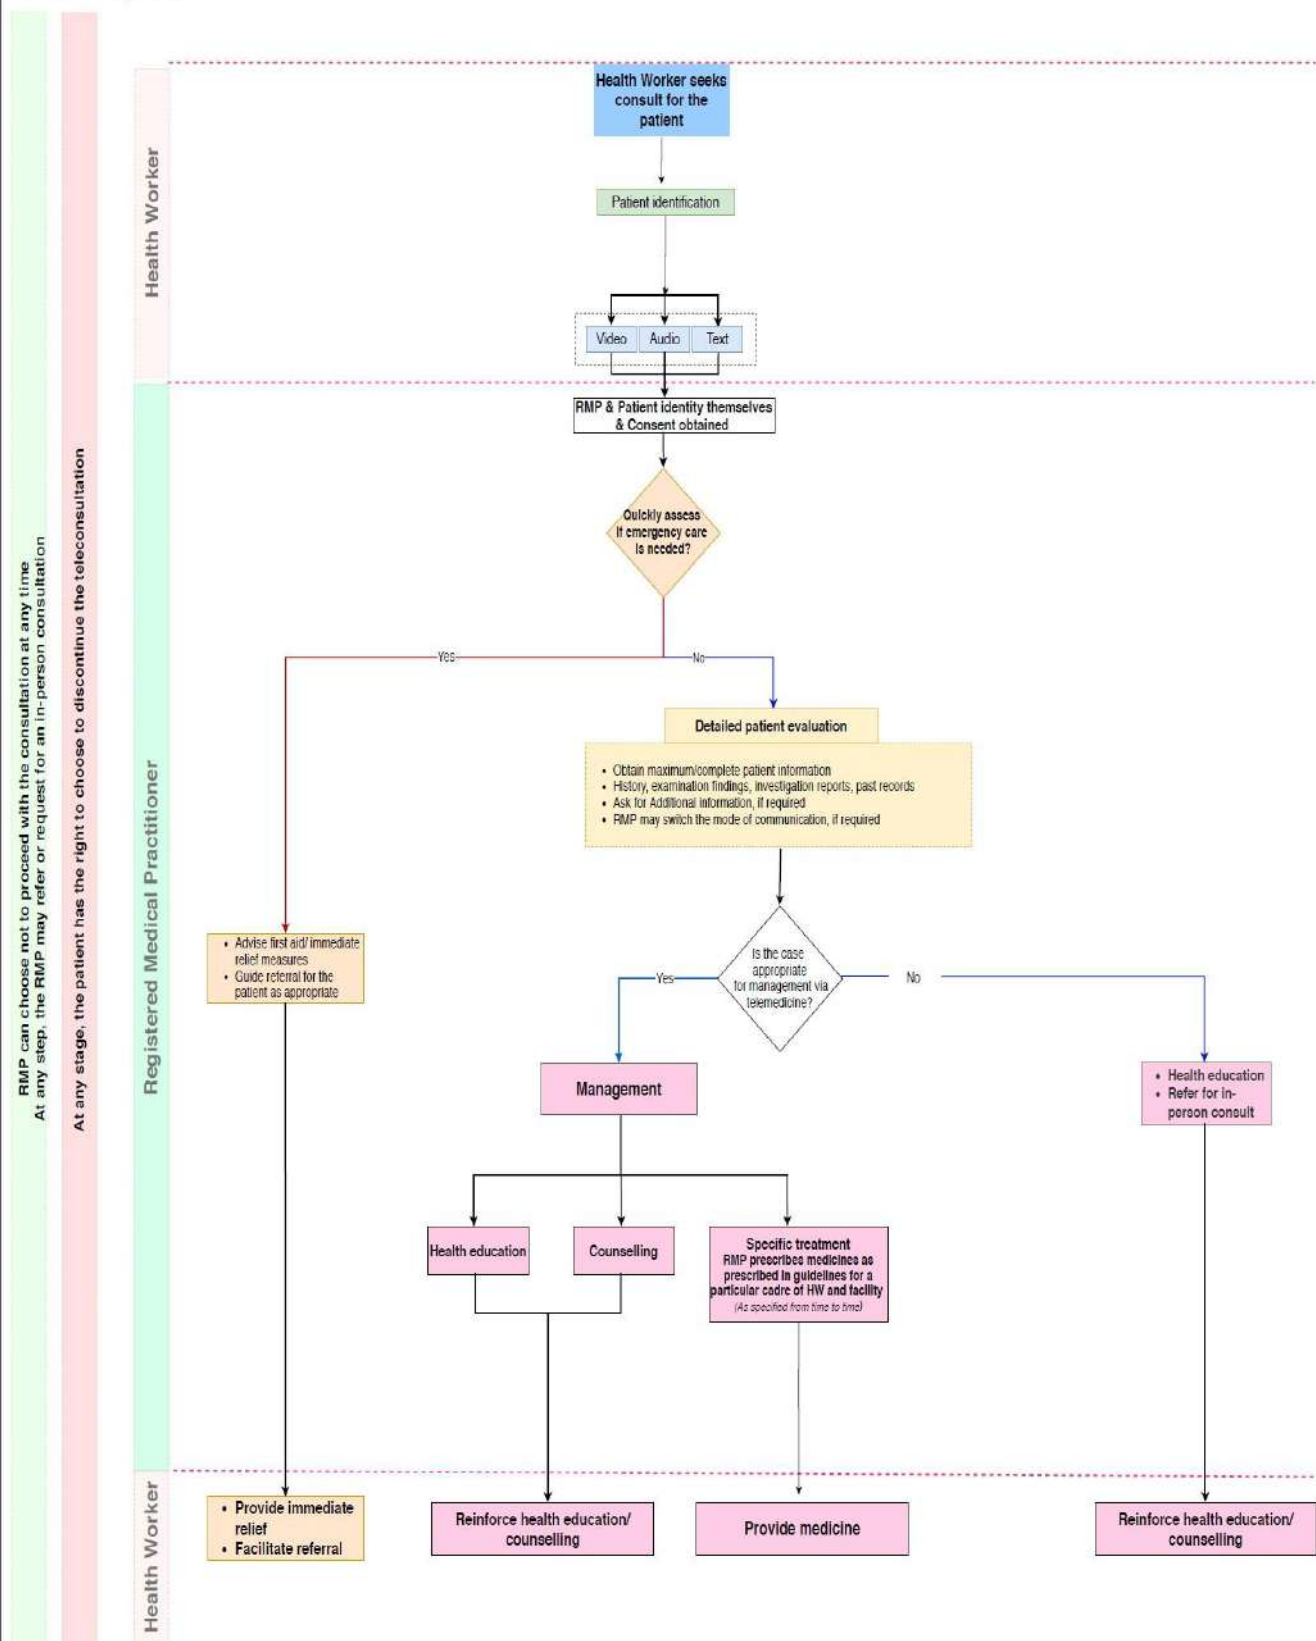 RMP can choose not to proceed with the consultation at any time
At any step, the RMP may refer or request for an in-person consultation
At any stage, the patient has the right to choose to discontinue the teleconsultation
Health Worker
Health Worker seeks
consult for the
patient
Patient identification
Video
Audio
Text
Registered Medical Practitioner
RMP & Patient identity themselves
& Consent obtained
Quickly assess
if emergency care
is needed?
Yes
No
Detailed patient evaluation
• Obtain maximum/complete patient information
• History, examination findings, investigation reports, past records
• Ask for Additional information, if required
• RMP may switch the mode of communication, if required
• Advise first aid/ immediate
relief measures
• Guide referral for the
patient as appropriate
Is the case
appropriate
for management via
telemedicine?
Yes
No
Management
• Health education
• Refer for in-
person consult
Health education
Counselling
Specific treatment
RMP prescribes medicines as
prescribed in guidelines for a
particular cadre of HW and facility
(As specified from time to time)
Health Worker
• Provide immediate
relief
• Facilitate referral
Reinforce health education/
counselling
Provide medicine
Reinforce health education/
counselling